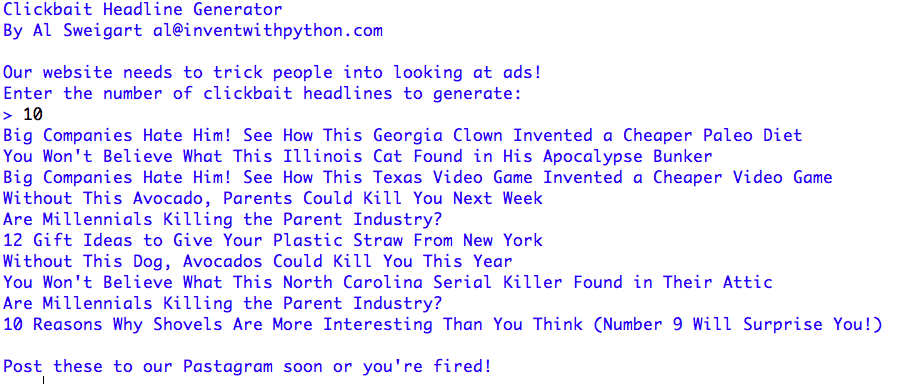 Clickbait Headline Generator
By Al Sweigart al@inventwithpython.com
Our website needs to trick people into looking at ads!
Enter the number of clickbait headlines to generate:
> 10
Big Companies Hate Him! See How This Georgia Clown Invented a Cheaper Paleo Diet
You Won't Believe What This Illinois Cat Found in His Apocalypse Bunker
Big Companies Hate Him! See How This Texas Video Game Invented a Cheaper Video Game
Without This Avocado, Parents Could Kill You Next Week
Are Millennials Killing the Parent Industry?
12 Gift Ideas to Give Your Plastic Straw From New York
Without This Dog, Avocados Could Kill You This Year
You Won't Believe What This North Carolina Serial Killer Found in Their Attic
Are Millennials Killing the Parent Industry?
10 Reasons Why Shovels Are More Interesting Than You Think (Number 9 Will Surprise You!)
Post these to our Pastagram soon or you're fired!